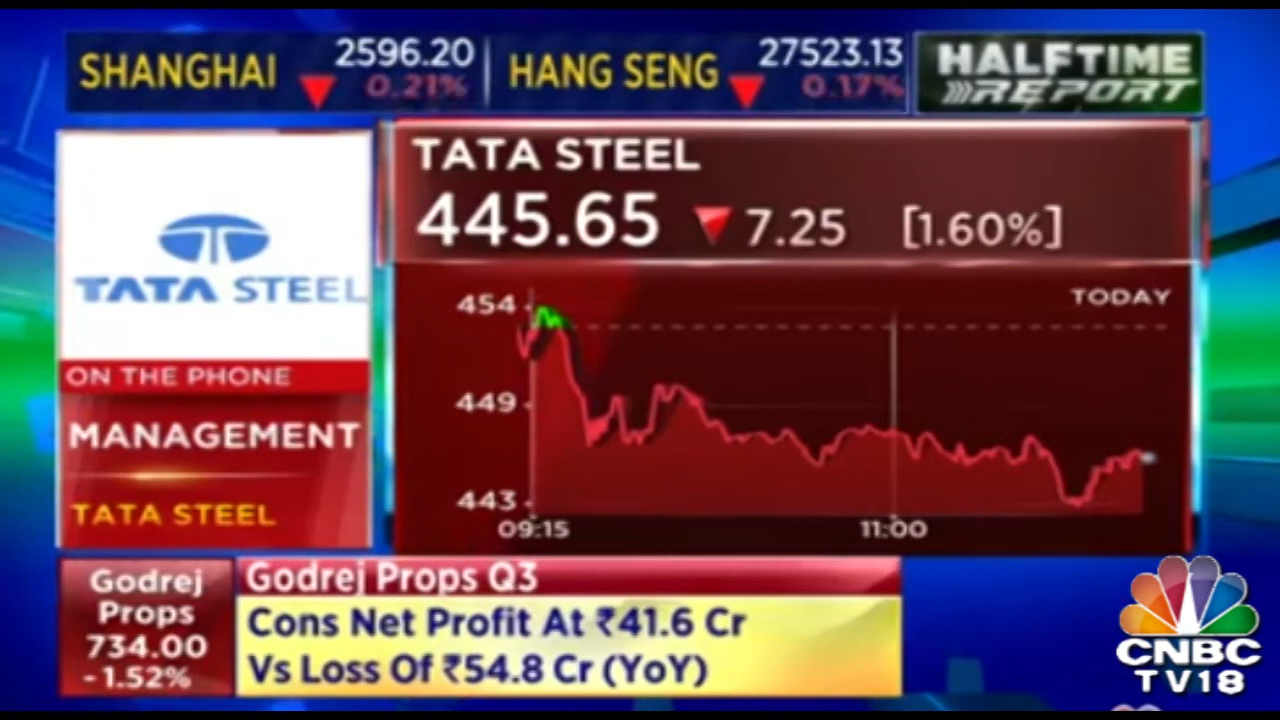 SHANGHAI
2596.20
0.21%
HANG SENG
27523.13
0.17%
HALFTIME
REPORT
TATA STEEL
445.65
7.25 [1.60%]
TATA STEEL
ON THE PHONE
MANAGEMENT
TATA STEEL
TODAY
454
449
443
09:15
11:00
Godrej
Props
734.00
-1.52%
Godrej Props Q3
Cons Net Profit At ₹41.6 Cr
Vs Loss Of ₹54.8 Cr (YoY)
CNBC
TV18